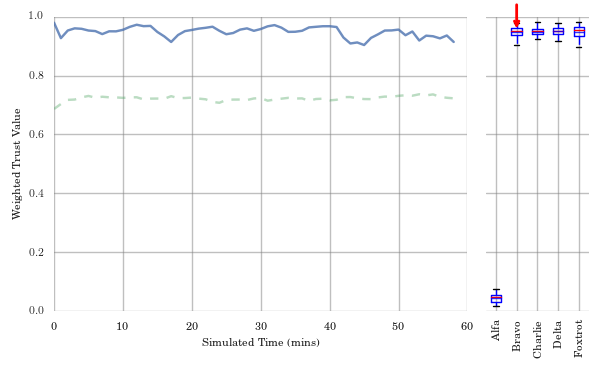 Weighted Trust Value
1.0
0.8
0.6
0.4
0.2
0.0
0 10 20 30 40 50 60
Simulated Time (mins)
Alfa
Bravo
Charlie
Delta
Foxtrot